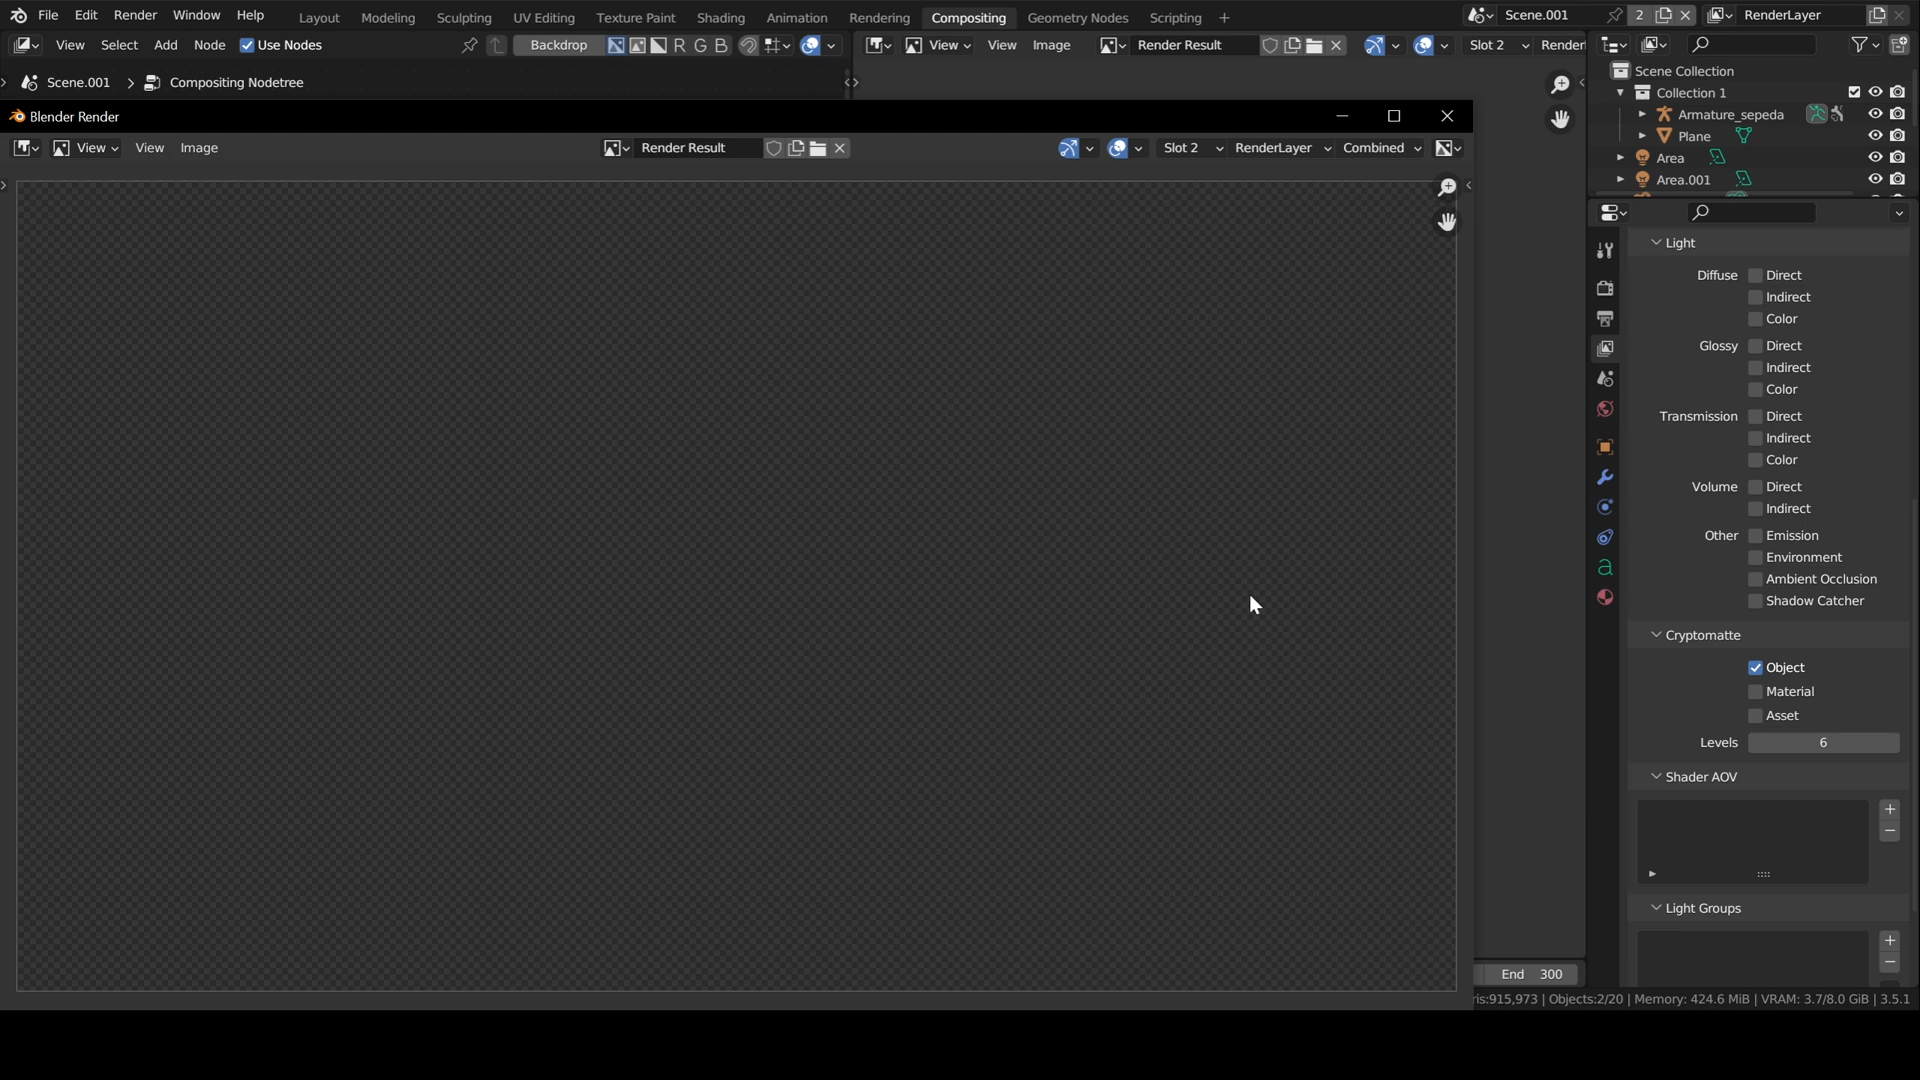 File Edit Render Window Help Layout Modeling Sculpting UV Editing Texture Paint Shading Animation Rendering Compositing Geometry Nodes Scripting + Scene.001 2 RenderLayer
View Select Add Node Use Nodes Backdrop R G B View View Image Render Result Slot 2 Render
Scene.001 > Compositing Nodetree
Scene Collection
Collection 1
Armature_sepeda
Plane
Area
Area.001
Blender Render
View View Image Render Result Slot 2 RenderLayer Combined
Light
Diffuse Direct
Indirect
Color
Glossy Direct
Indirect
Color
Transmission Direct
Indirect
Color
Volume Direct
Indirect
Other Emission
Environment
Ambient Occlusion
Shadow Catcher
Cryptomatte
Object
Material
Asset
Levels 6
Shader AOV
Light Groups
End 300
ris:915,973 | Objects:2/20 | Memory: 424.6 MiB | VRAM: 3.7/8.0 GiB | 3.5.1